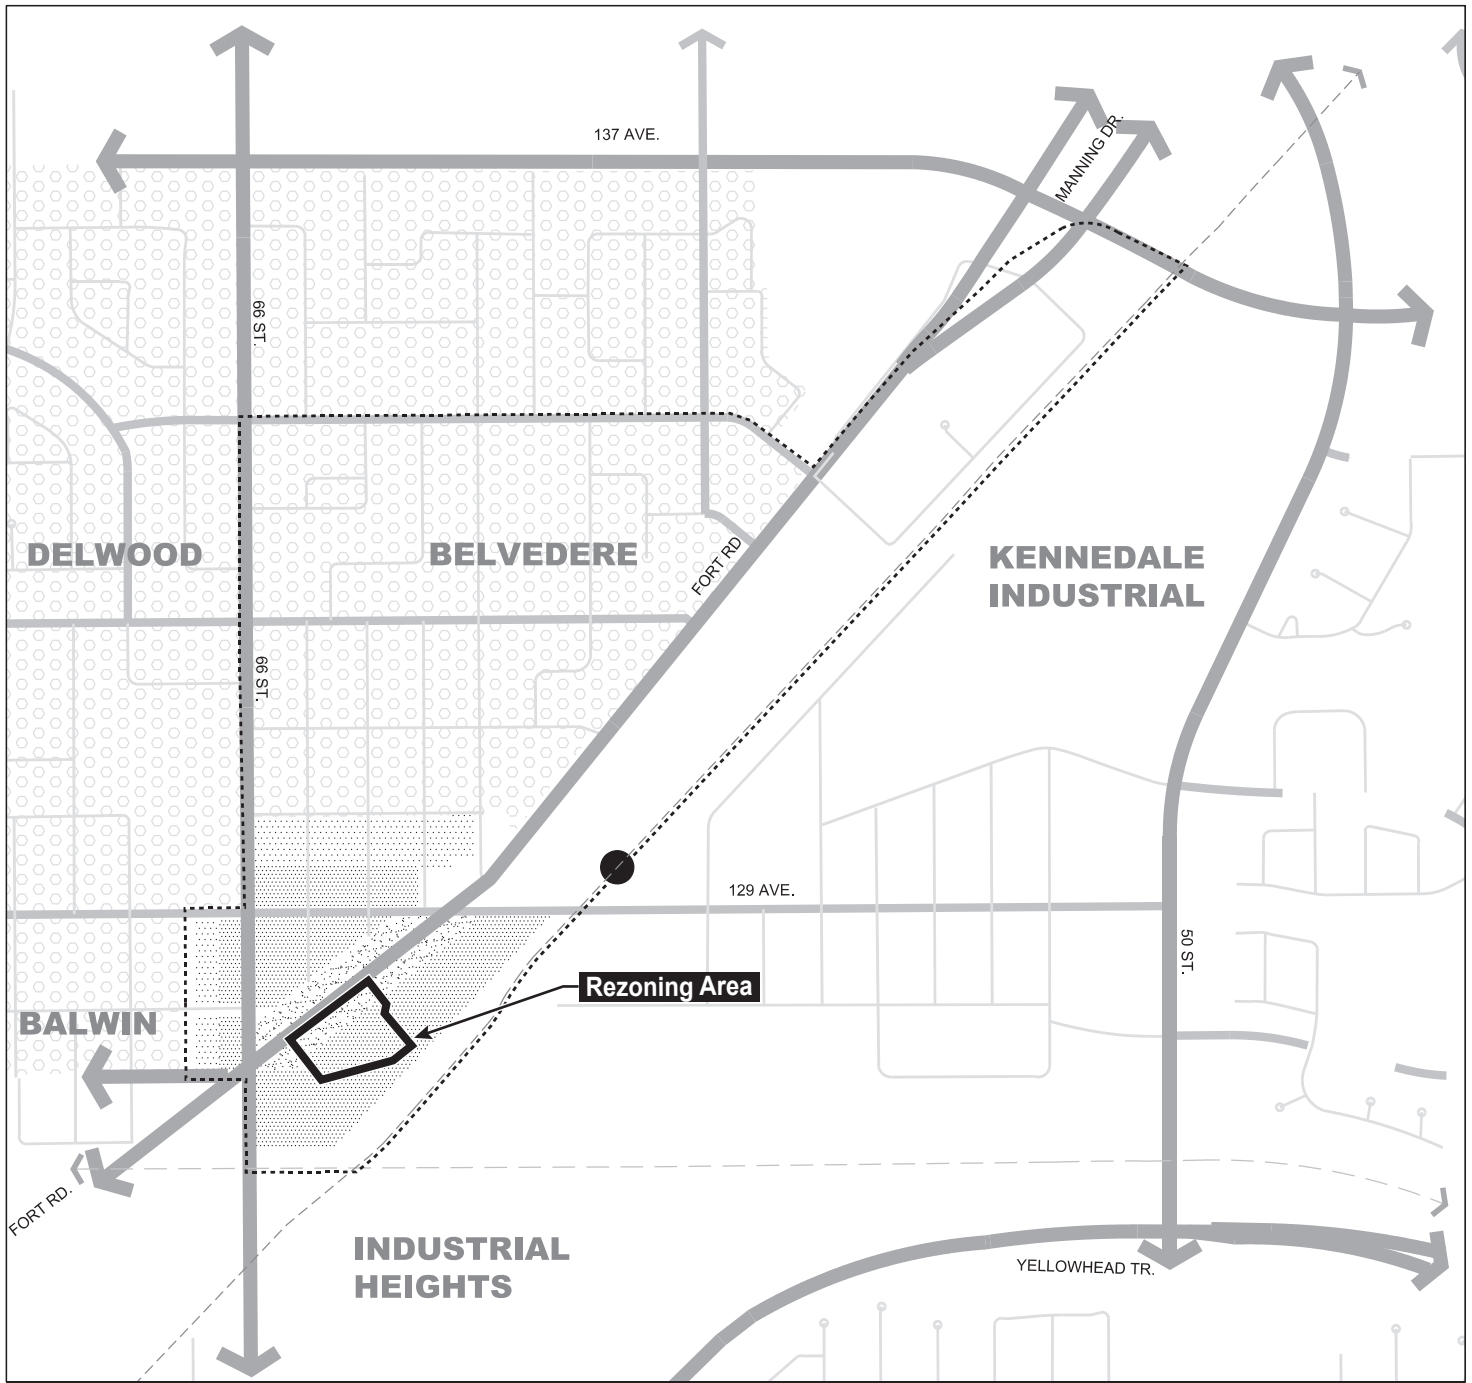 137 AVE.
MANNING DR.
66 ST.
DELWOOD
BELVEDERE
FORT RD
KENNEDALE
INDUSTRIAL
66 ST.
129 AVE.
50 ST.
Rezoning Area
BALWIN
FORT RD.
INDUSTRIAL
HEIGHTS
YELLOWHEAD TR.